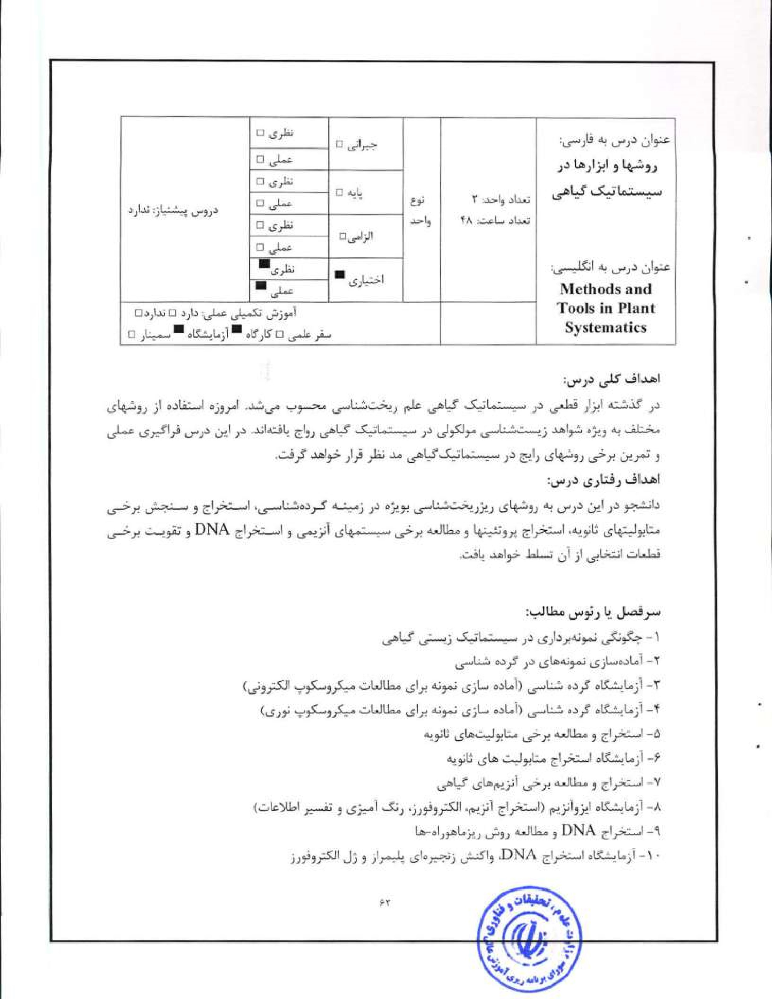 عنوان درس به فارسی:
روشها و ابزارها در
سیستماتیک گیاهی
عنوان درس به انگلیسی:
Methods and
Tools in Plant
Systematics
تعداد واحد: ۲
تعداد ساعت: ۴۸
نوع
واحد
جبرانی □
نظری □
عملی □
پایه □
نظری □
عملی □
الزامی□
نظری □
عملی □
اختیاری ■
نظری■
عملی ■
دروس پیشنیاز: ندارد
آموزش تکمیلی عملی: دارد □ ندارد□
سفر علمی □ کارگاه ■ آزمایشگاه ■ سمینار □
اهداف کلی درس:
در گذشته ابزار قطعی در سیستماتیک گیاهی علم ریخت‌شناسی محسوب می‌شد. امروزه استفاده از روشهای
مختلف به ویژه شواهد زیست‌شناسی مولکولی در سیستماتیک گیاهی رواج یافته‌اند. در این درس فراگیری عملی
و تمرین برخی روشهای رایج در سیستماتیک‌گیاهی مد نظر قرار خواهد گرفت.
اهداف رفتاری درس:
دانشجو در این درس به روشهای ریزریخت‌شناسی بویژه در زمینه گرده‌شناسی، استخراج و سنجش برخی
متابولیتهای ثانویه، استخراج پروتئینها و مطالعه برخی سیستمهای آنزیمی و استخراج DNA و تقویت برخی
قطعات انتخابی از آن تسلط خواهد یافت.
سرفصل یا رئوس مطالب:
۱- چگونگی نمونه‌برداری در سیستماتیک زیستی گیاهی
۲- آماده‌سازی نمونه‌های در گرده شناسی
۳- آزمایشگاه گرده شناسی (آماده سازی نمونه برای مطالعات میکروسکوپ الکترونی)
۴- آزمایشگاه گرده شناسی (آماده سازی نمونه برای مطالعات میکروسکوپ نوری)
۵- استخراج و مطالعه برخی متابولیت‌های ثانویه
۶- آزمایشگاه استخراج متابولیت های ثانویه
۷- استخراج و مطالعه برخی آنزیم‌های گیاهی
۸- آزمایشگاه ایزوآنزیم (استخراج آنزیم، الکتروفورز، رنگ آمیزی و تفسیر اطلاعات)
۹- استخراج DNA و مطالعه روش ریزماهوراه-ها
۱۰- آزمایشگاه استخراج DNA، واکنش زنجیره‌ای پلیمراز و ژل الکتروفورز
۶۲
وزارت علوم، تحقیقات و فناوری
شورای برنامه ریزی آموزش عالی